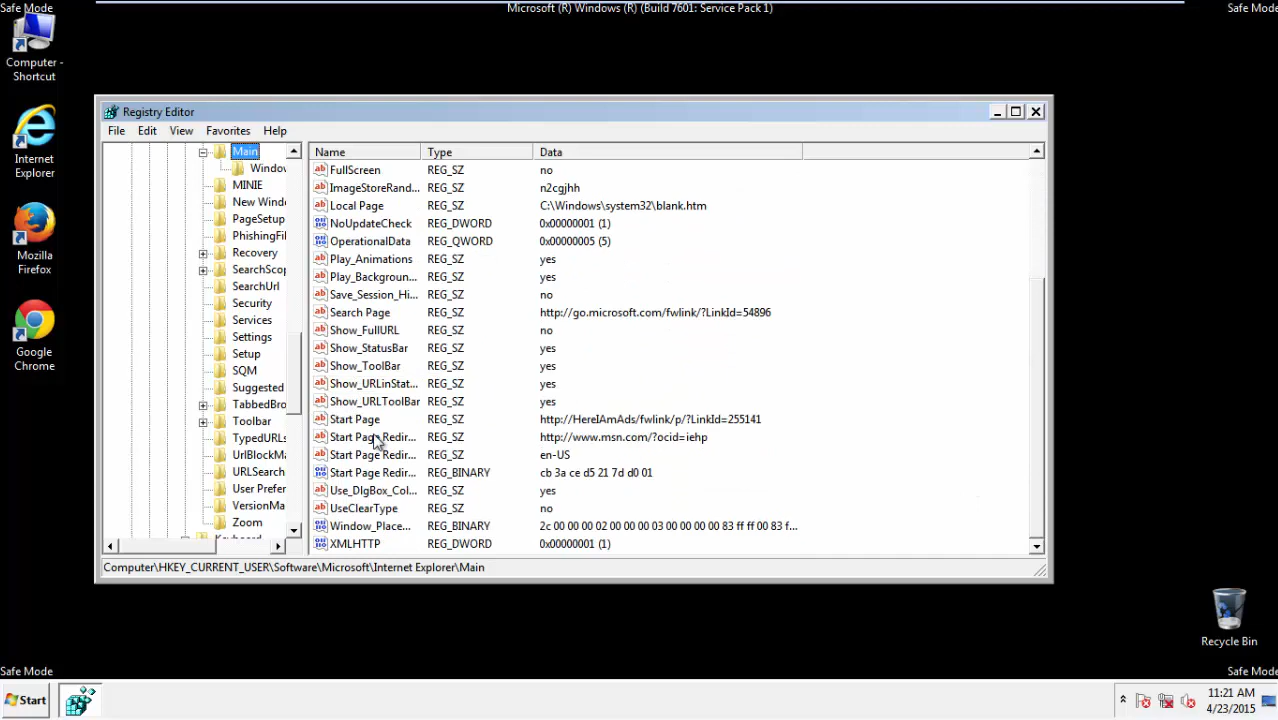 Safe Mode
Microsoft (R) Windows (R) (Build 7601: Service Pack 1)
Safe Mode
Computer -
Shortcut
Internet
Explorer
Mozilla
Firefox
Google
Chrome
Registry Editor
File Edit View Favorites Help
Main
Window
MINIE
New Windo
PageSetup
PhishingFil
Recovery
SearchScop
SearchUrl
Security
Services
Settings
Setup
SQM
Suggested
TabbedBro
Toolbar
TypedURLs
UrlBlockMa
URLSearch
User Prefer
VersionMa
Zoom
Name Type Data
FullScreen REG_SZ no
ImageStoreRand... REG_SZ n2cgjhh
Local Page REG_SZ C:\Windows\system32\blank.htm
NoUpdateCheck REG_DWORD 0x00000001 (1)
OperationalData REG_QWORD 0x00000005 (5)
Play_Animations REG_SZ yes
Play_Backgroun... REG_SZ yes
Save_Session_Hi... REG_SZ no
Search Page REG_SZ http://go.microsoft.com/fwlink/?LinkId=54896
Show_FullURL REG_SZ no
Show_StatusBar REG_SZ yes
Show_ToolBar REG_SZ yes
Show_URLinStat... REG_SZ yes
Show_URLToolBar REG_SZ yes
Start Page REG_SZ http://HereIAmAds/fwlink/p/?LinkId=255141
Start Page Redir... REG_SZ http://www.msn.com/?ocid=iehp
Start Page Redir... REG_SZ en-US
Start Page Redir... REG_BINARY cb 3a ce d5 21 7d d0 01
Use_DlgBox_Col... REG_SZ yes
UseClearType REG_SZ no
Window_Place... REG_BINARY 2c 00 00 00 02 00 00 00 03 00 00 00 00 83 ff ff 00 83 f...
XMLHTTP REG_DWORD 0x00000001 (1)
Computer\HKEY_CURRENT_USER\Software\Microsoft\Internet Explorer\Main
Recycle Bin
Safe Mode
Safe Mode
Start
11:21 AM
4/23/2015